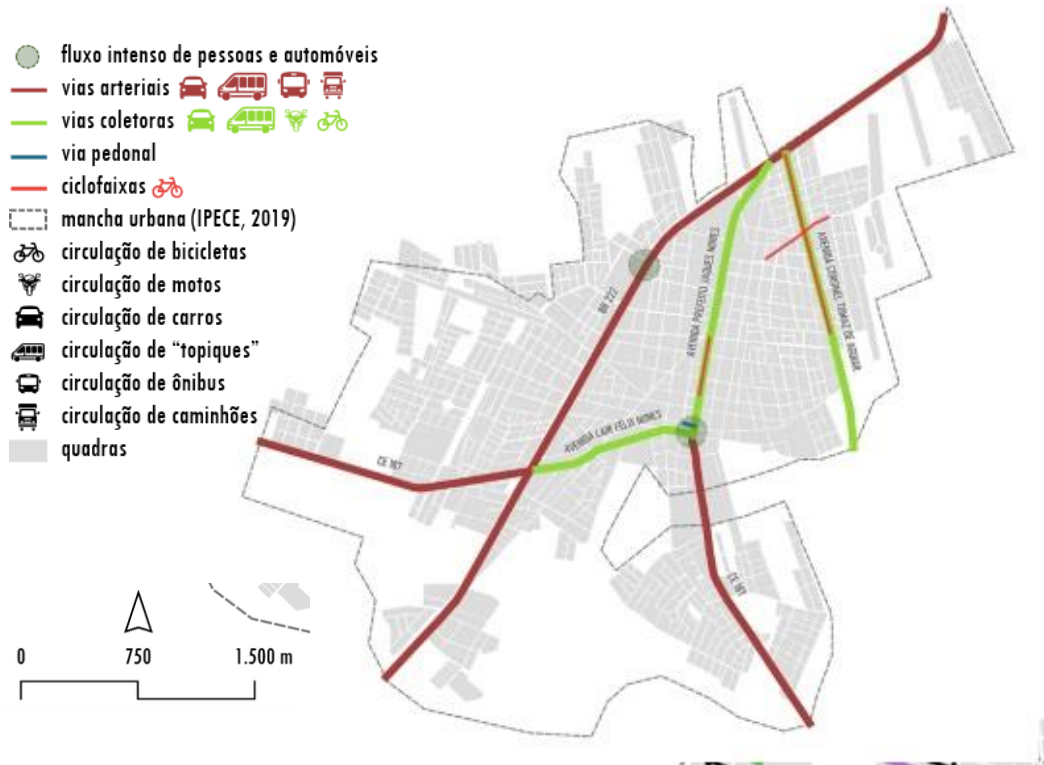 fluxo intenso de pessoas e automóveis
vias arteriais
vias coletoras
via pedonal
ciclofaixas
mancha urbana (IPECE, 2019)
circulação de bicicletas
circulação de motos
circulação de carros
circulação de “topiques”
circulação de ônibus
circulação de caminhões
quadras
0 750 1.500 m
BR 222
AVENIDA PREFEITO JAQUES NUNES
AVENIDA CORONEL TOMAZ DE AGUIAR
AVENIDA LAIR FÉLIX NUNES
CE 187
CE 187